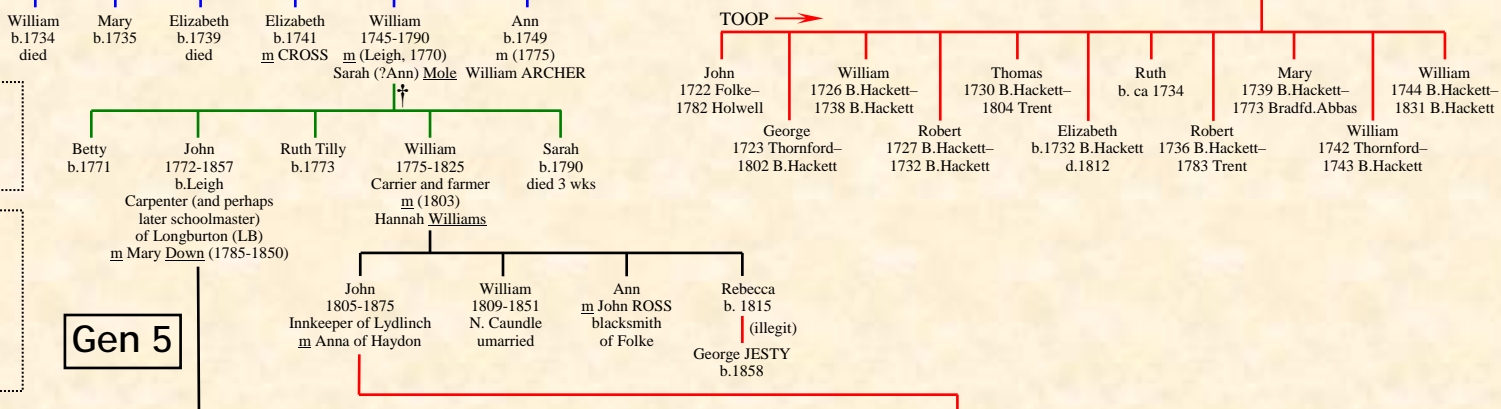 William
b.1734
died
Mary
b.1735
Elizabeth
b.1739
died
Elizabeth
b.1741
m CROSS
William
1745-1790
m (Leigh, 1770)
Sarah (?Ann) Mole
Ann
b.1749
m (1775)
William ARCHER
†
TOOP
John
1722 Folke–
1782 Holwell
George
1723 Thornford–
1802 B.Hackett
William
1726 B.Hackett–
1738 B.Hackett
Robert
1727 B.Hackett–
1732 B.Hackett
Thomas
1730 B.Hackett–
1804 Trent
Elizabeth
b.1732 B.Hackett
d.1812
Ruth
b. ca 1734
Robert
1736 B.Hackett–
1783 Trent
Mary
1739 B.Hackett–
1773 Bradfd.Abbas
William
1742 Thornford–
1743 B.Hackett
William
1744 B.Hackett–
1831 B.Hackett
Betty
b.1771
John
1772-1857
b.Leigh
Carpenter (and perhaps
later schoolmaster)
of Longburton (LB)
m Mary Down (1785-1850)
Ruth Tilly
b.1773
William
1775-1825
Carrier and farmer
m (1803)
Hannah Williams
Sarah
b.1790
died 3 wks
Gen 5
John
1805-1875
Innkeeper of Lydlinch
m Anna of Haydon
William
1809-1851
N. Caundle
unmarried
Ann
m John ROSS
blacksmith
of Folke
Rebecca
b. 1815
(illegit)
George JESTY
b.1858